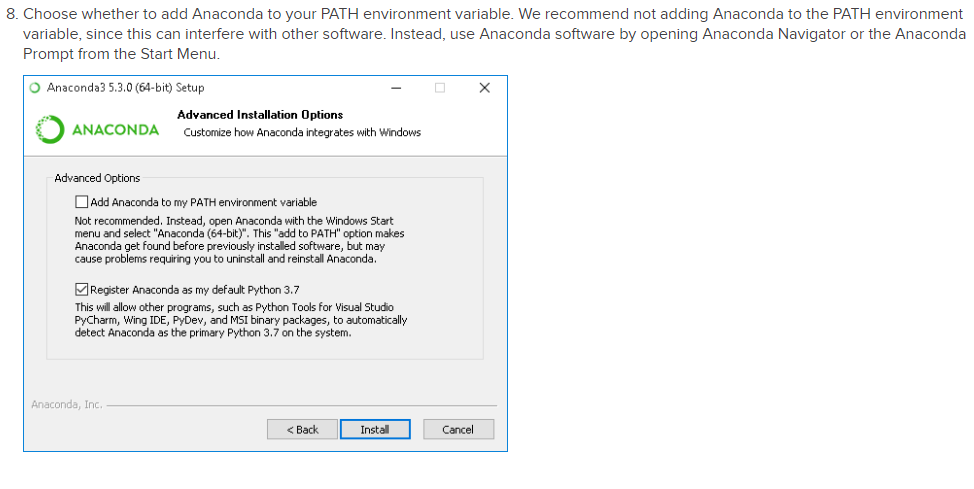 8. Choose whether to add Anaconda to your PATH environment variable. We recommend not adding Anaconda to the PATH environment
variable, since this can interfere with other software. Instead, use Anaconda software by opening Anaconda Navigator or the Anaconda
Prompt from the Start Menu.
Anaconda3 5.3.0 (64-bit) Setup
ANACONDA
Advanced Installation Options
Customize how Anaconda integrates with Windows
Advanced Options
Add Anaconda to my PATH environment variable
Not recommended. Instead, open Anaconda with the Windows Start
menu and select "Anaconda (64-bit)". This "add to PATH" option makes
Anaconda get found before previously installed software, but may
cause problems requiring you to uninstall and reinstall Anaconda.
Register Anaconda as my default Python 3.7
This will allow other programs, such as Python Tools for Visual Studio
PyCharm, Wing IDE, PyDev, and MSI binary packages, to automatically
detect Anaconda as the primary Python 3.7 on the system.
Anaconda, Inc.
< Back
Install
Cancel